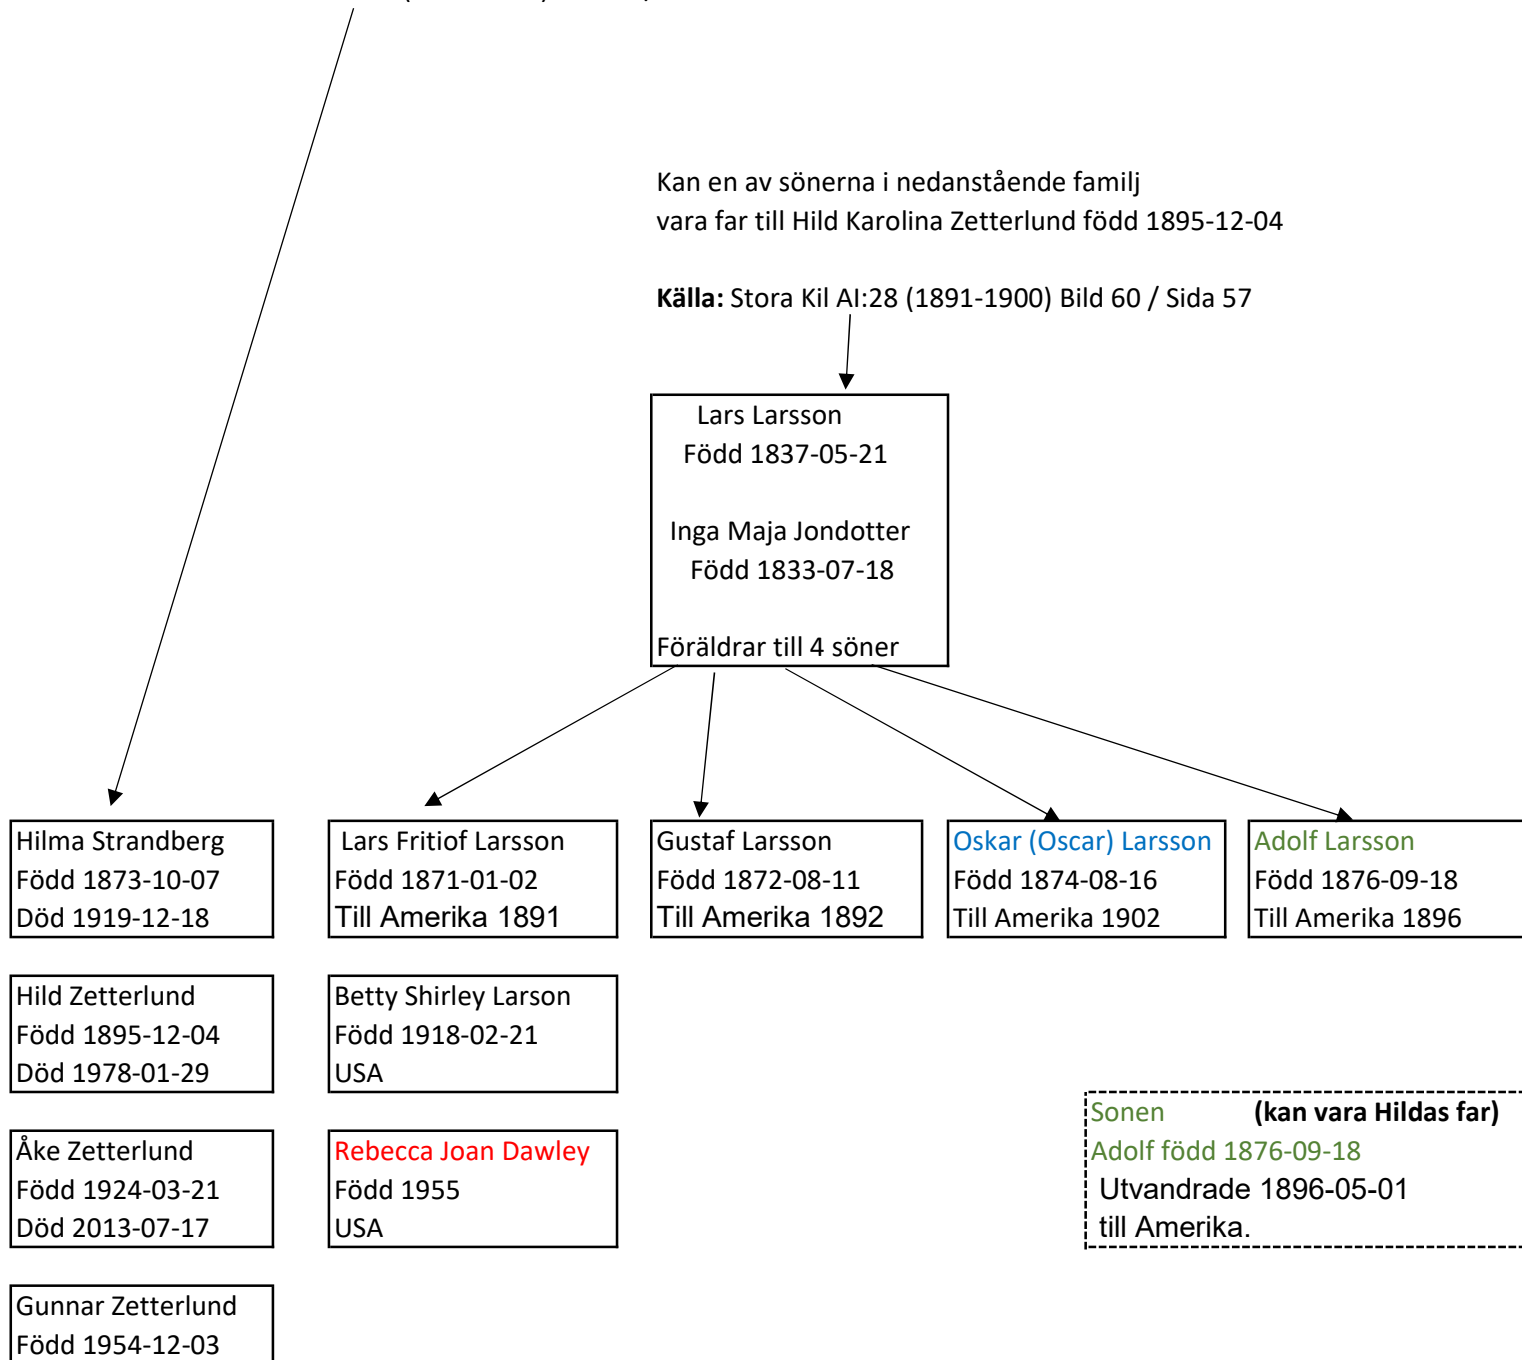 Kan en av sönerna i nedanstående familj
vara far till Hild Karolina Zetterlund född 1895-12-04
Källa: Stora Kil AI:28 (1891-1900) Bild 60 / Sida 57
Lars Larsson
Född 1837-05-21
Inga Maja Jondotter
Född 1833-07-18
Föräldrar till 4 söner
Hilma Strandberg
Född 1873-10-07
Död 1919-12-18
Lars Fritiof Larsson
Född 1871-01-02
Till Amerika 1891
Gustaf Larsson
Född 1872-08-11
Till Amerika 1892
Oskar (Oscar) Larsson
Född 1874-08-16
Till Amerika 1902
Adolf Larsson
Född 1876-09-18
Till Amerika 1896
Hild Zetterlund
Född 1895-12-04
Död 1978-01-29
Betty Shirley Larson
Född 1918-02-21
USA
Åke Zetterlund
Född 1924-03-21
Död 2013-07-17
Rebecca Joan Dawley
Född 1955
USA
Sonen (kan vara Hildas far)
Adolf född 1876-09-18
Utvandrade 1896-05-01
till Amerika.
Gunnar Zetterlund
Född 1954-12-03